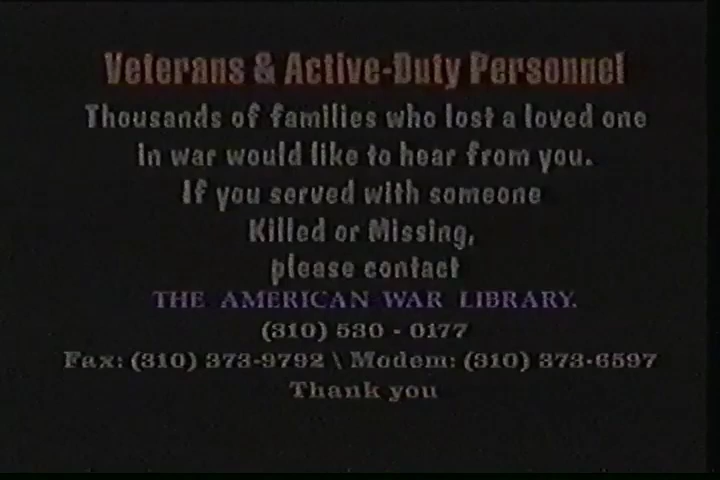 Veterans & Active-Duty Personnel
Thousands of families who lost a loved one
in war would like to hear from you.
If you served with someone
Killed or Missing,
please contact
THE AMERICAN WAR LIBRARY.
(310) 530 - 0177
Fax: (310) 373-9792 \ Modem: (310) 373-6597
Thank you